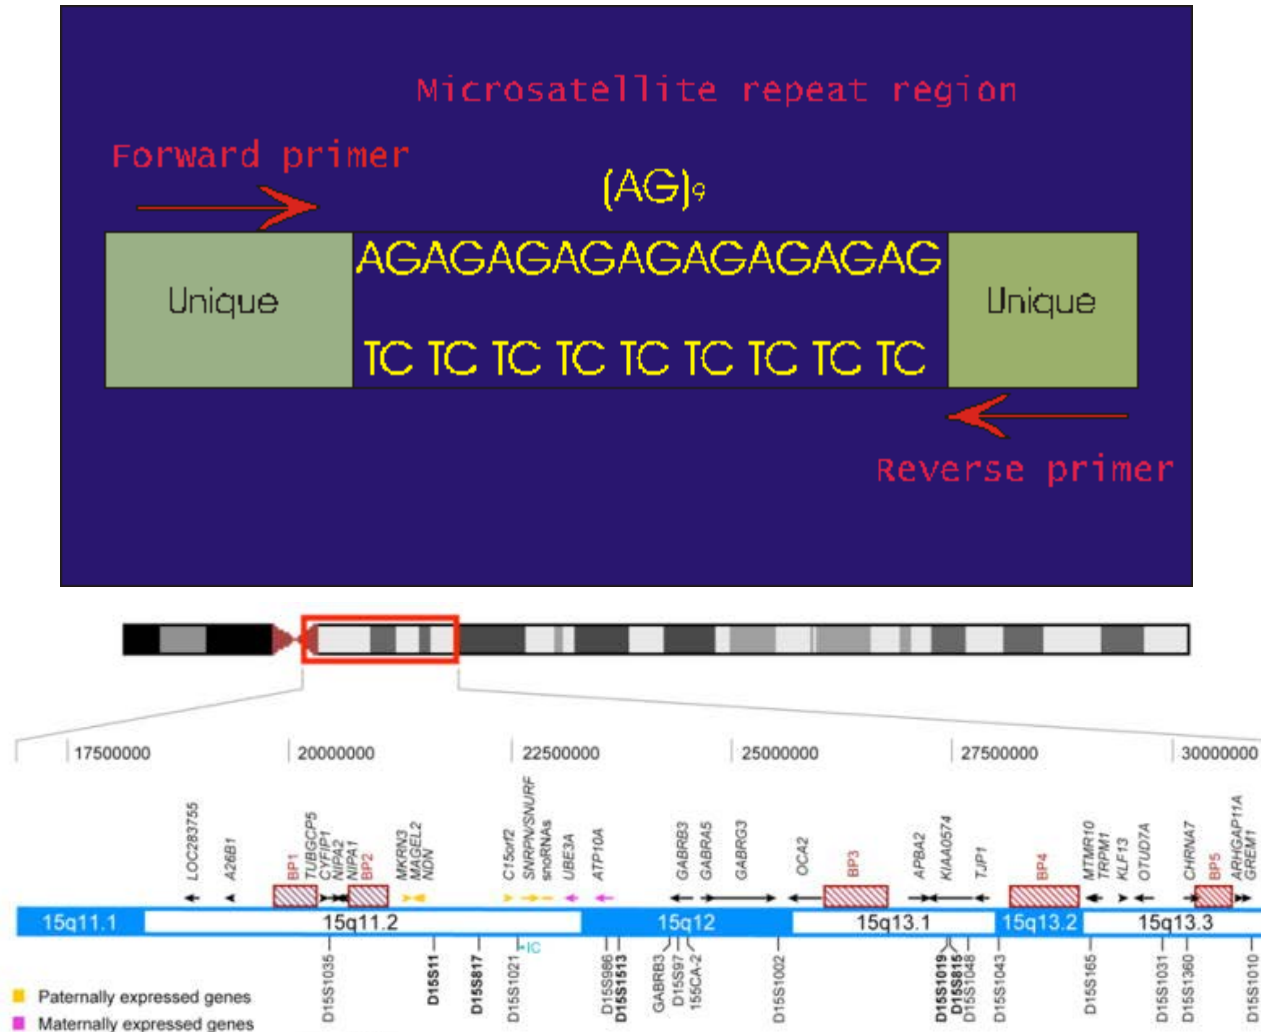 Microsatellite repeat region
Forward primer
(AG)9
AGAGAGAGAGAGAGAGAG
Unique
Unique
TC TC TC TC TC TC TC TC TC
Reverse primer
17500000 20000000 22500000 25000000 27500000 30000000
LOC283755
A26B1
BP1
TUBGCP5
CYFIP1
NIPA2
NIPA1
BP2
MKRN3
MAGEL2
NDN
C15orf2
SNRPN/SNURF
snoRNAs
UBE3A
ATP10A
GABRB3
GABRA5
GABRG3
OCA2
BP3
APBA2
KIAA0574
TJP1
BP4
MTMR10
TRPM1
KLF13
OTUD7A
CHRNA7
BP5
ARHGAP11A
GREM1
15q11.1 15q11.2 15q12 15q13.1 15q13.2 15q13.3
IC
D15S1035
D15S11
D15S817
D15S1021
D15S986
D15S1513
GABRB3
D15S97
155CA-2
D15S1002
D15S1019
D15S815
D15S1048
D15S1043
D15S165
D15S1031
D15S1360
D15S1010
Paternally expressed genes
Maternally expressed genes